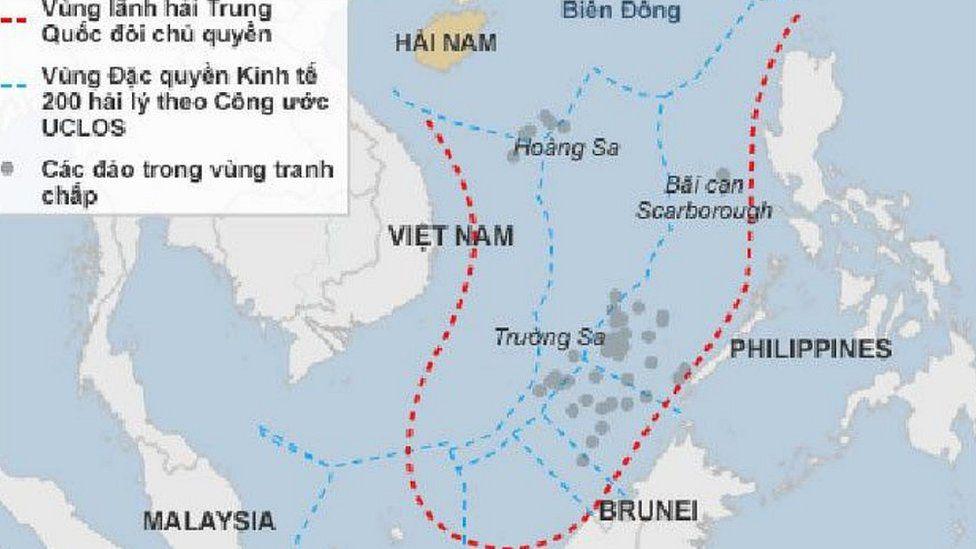 Vùng lãnh hải Trung
Quốc đòi chủ quyền
Vùng Đặc quyền Kinh tế
200 hải lý theo Công ước
UCLOS
Các đảo trong vùng tranh
chấp
Biển Đông
HẢI NAM
Hoàng Sa
Bãi cạn
Scarborough
VIỆT NAM
Trường Sa
PHILIPPINES
MALAYSIA
BRUNEI